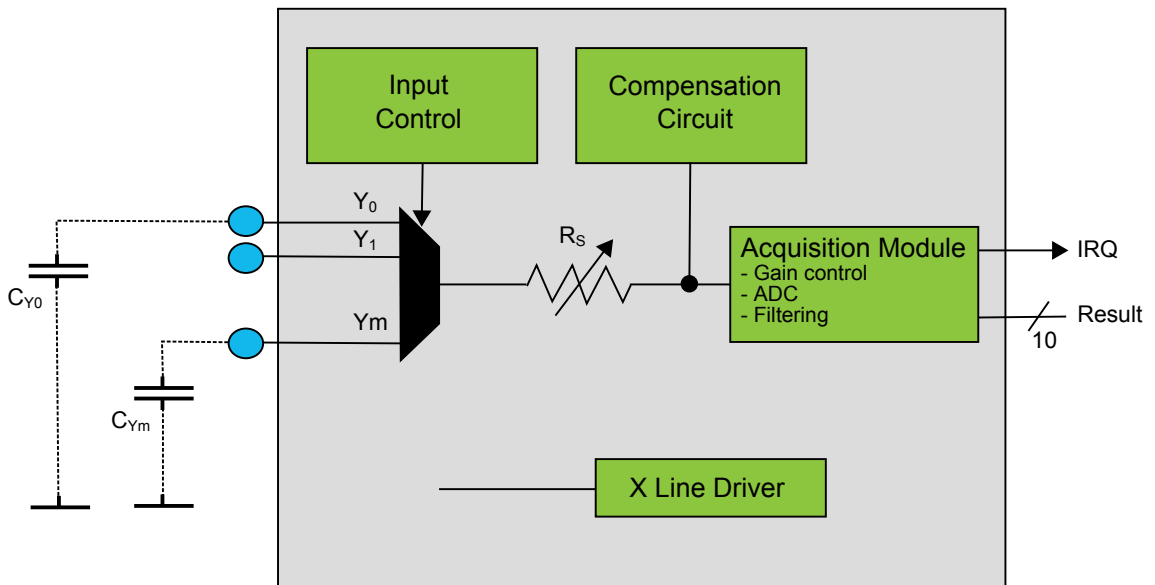 Input
Control
Compensation
Circuit
Y0
Y1
Ym
RS
CY0
CYm
Acquisition Module
- Gain control
- ADC
- Filtering
IRQ
Result
10
X Line Driver